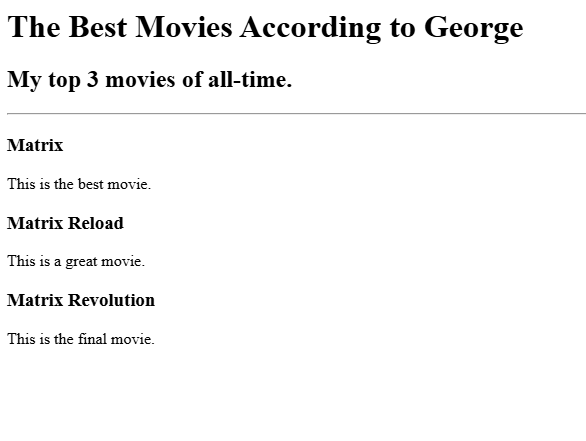 The Best Movies According to George
My top 3 movies of all-time.
Matrix
This is the best movie.
Matrix Reload
This is a great movie.
Matrix Revolution
This is the final movie.